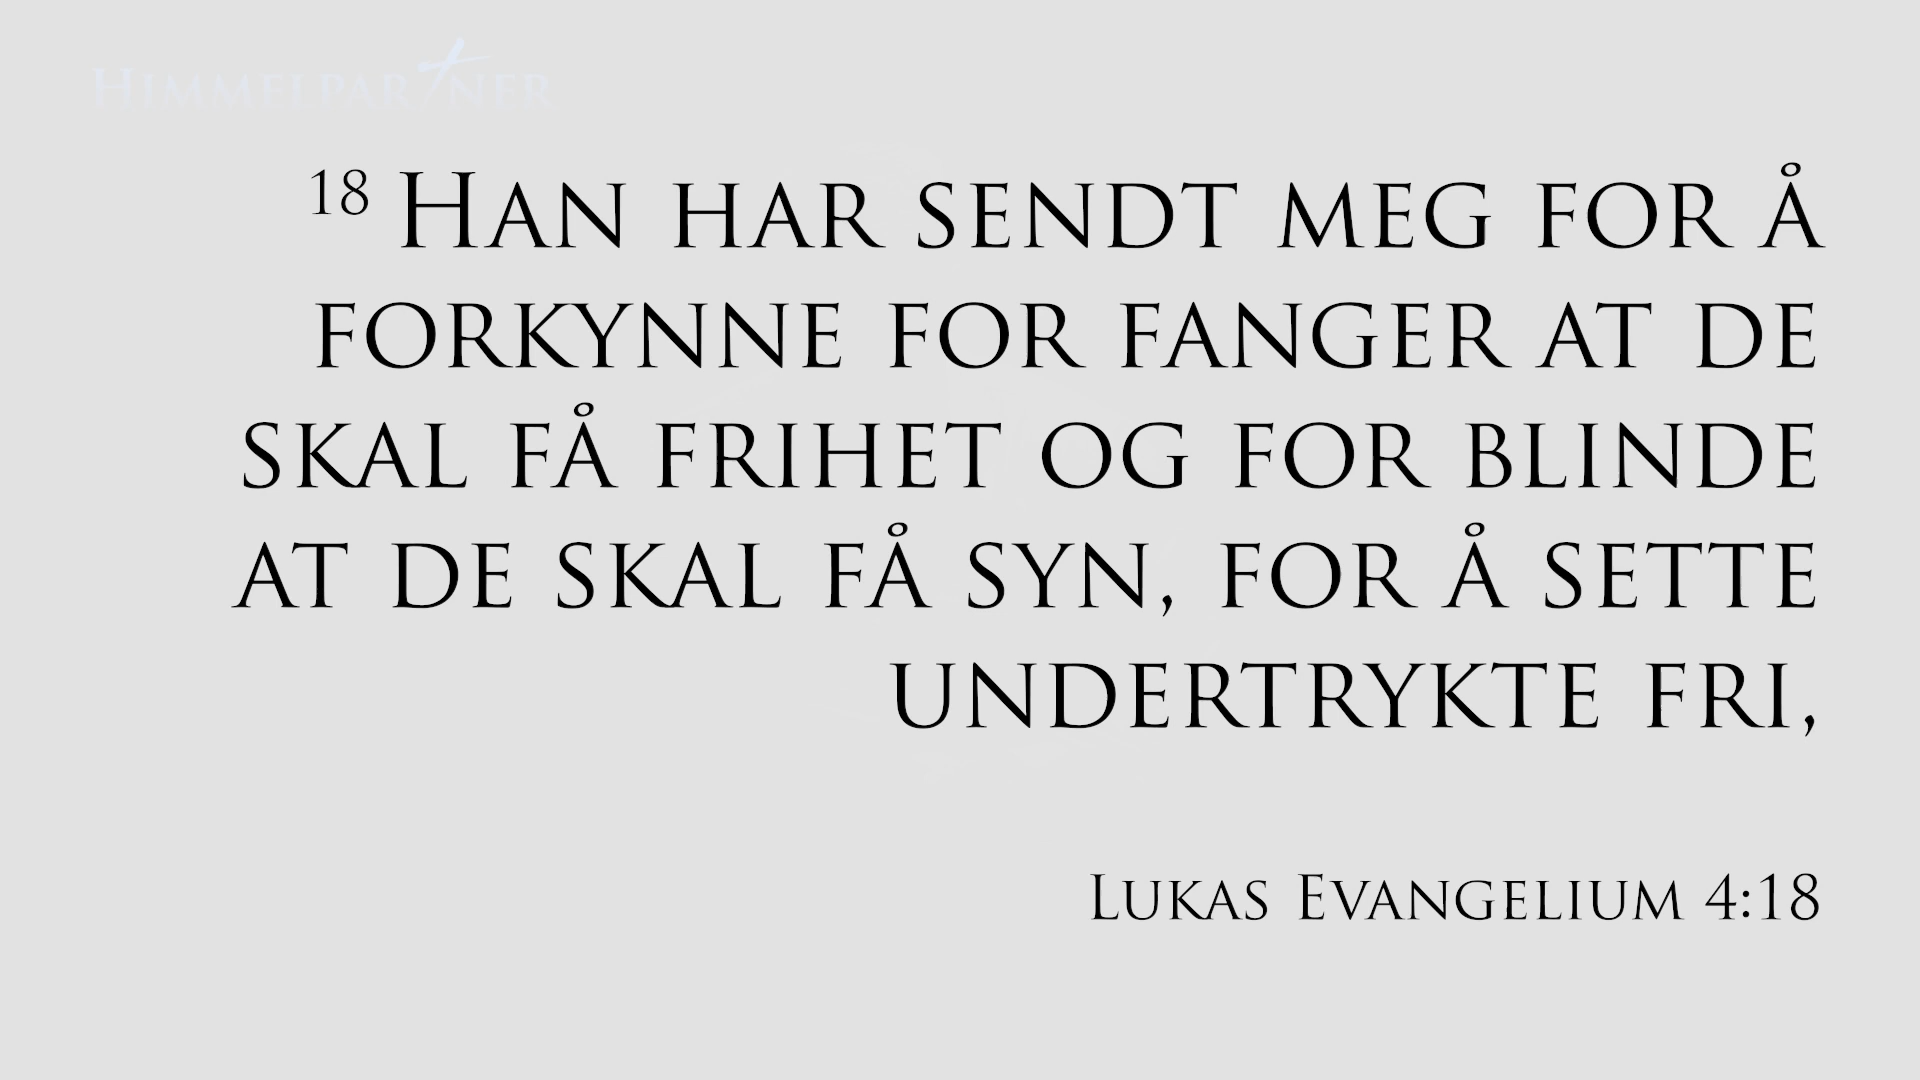 Himmelpartner
18 Han har sendt meg for å
forkynne for fanger at de
skal få frihet og for blinde
at de skal få syn, for å sette
undertrykte fri,
Lukas Evangelium 4:18